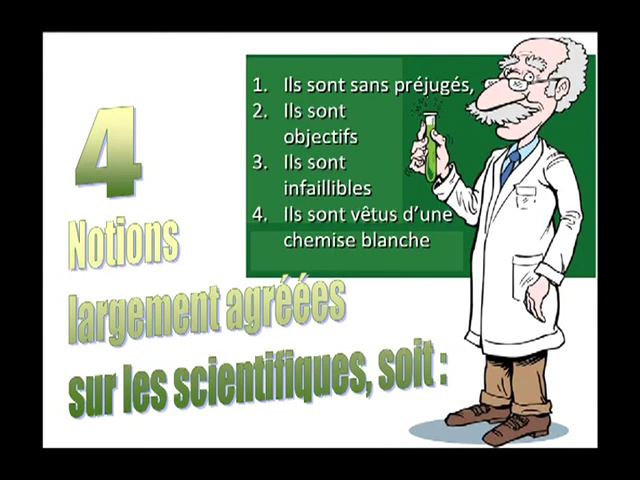 4
Notions
largement agréées
sur les scientifiques, soit :
1. Ils sont sans préjugés,
2. Ils sont
objectifs
3. Ils sont
infaillibles
4. Ils sont vêtus d'une
chemise blanche